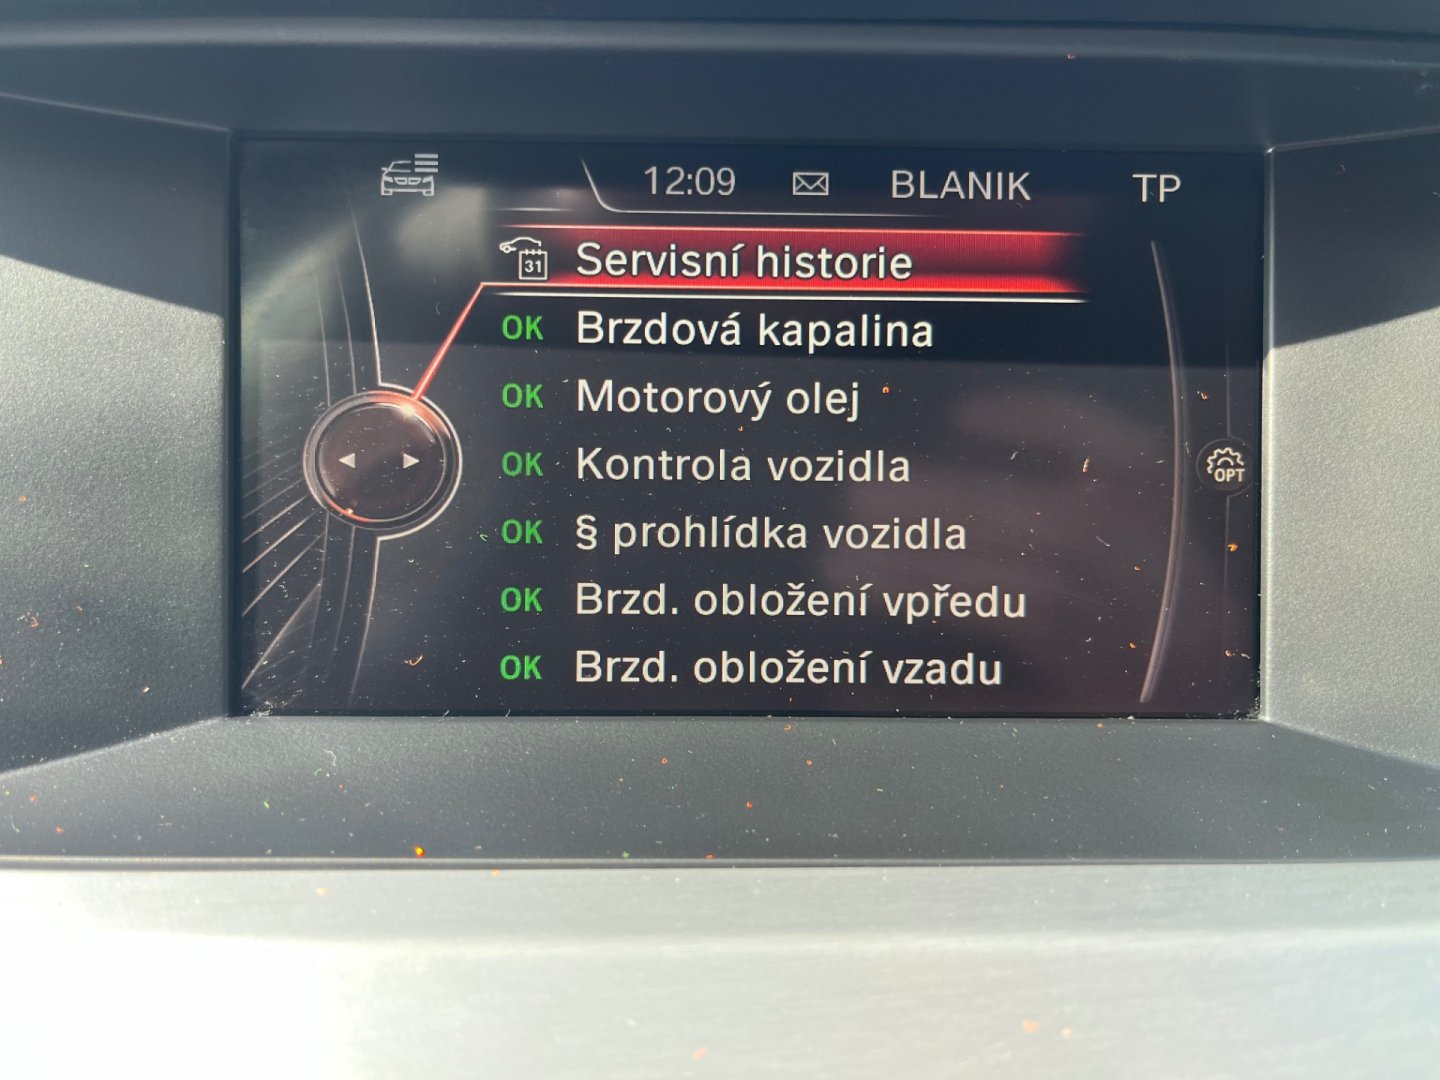 12:09 BLANIK TP
31 Servisní historie
OK Brzdová kapalina
OK Motorový olej
OK Kontrola vozidla
OPT
OK § prohlídka vozidla
OK Brzd. obložení vpředu
OK Brzd. obložení vzadu